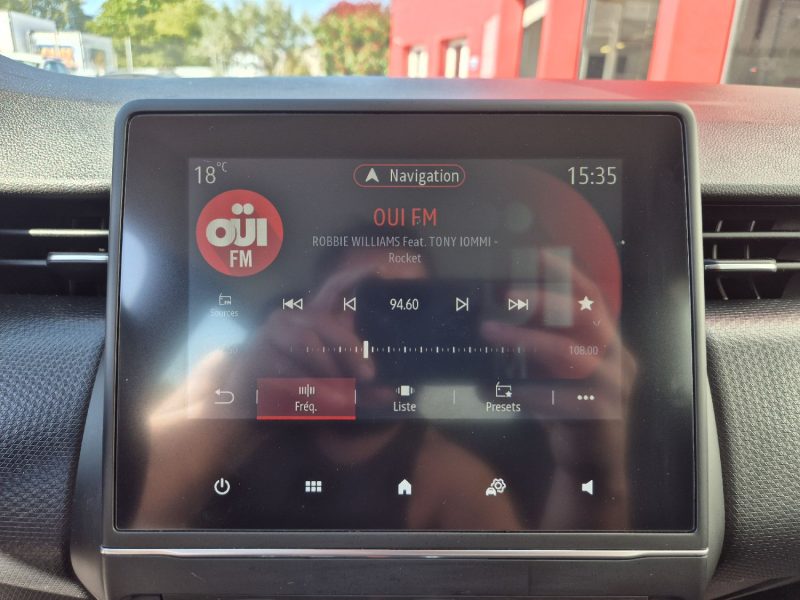 18°C
Navigation
15:35
OÜI
FM
OUI FM
ROBBIE WILLIAMS Feat. TONY IOMMI -
Rocket
Sources
94.60
108.00
Fréq.
Liste
Presets